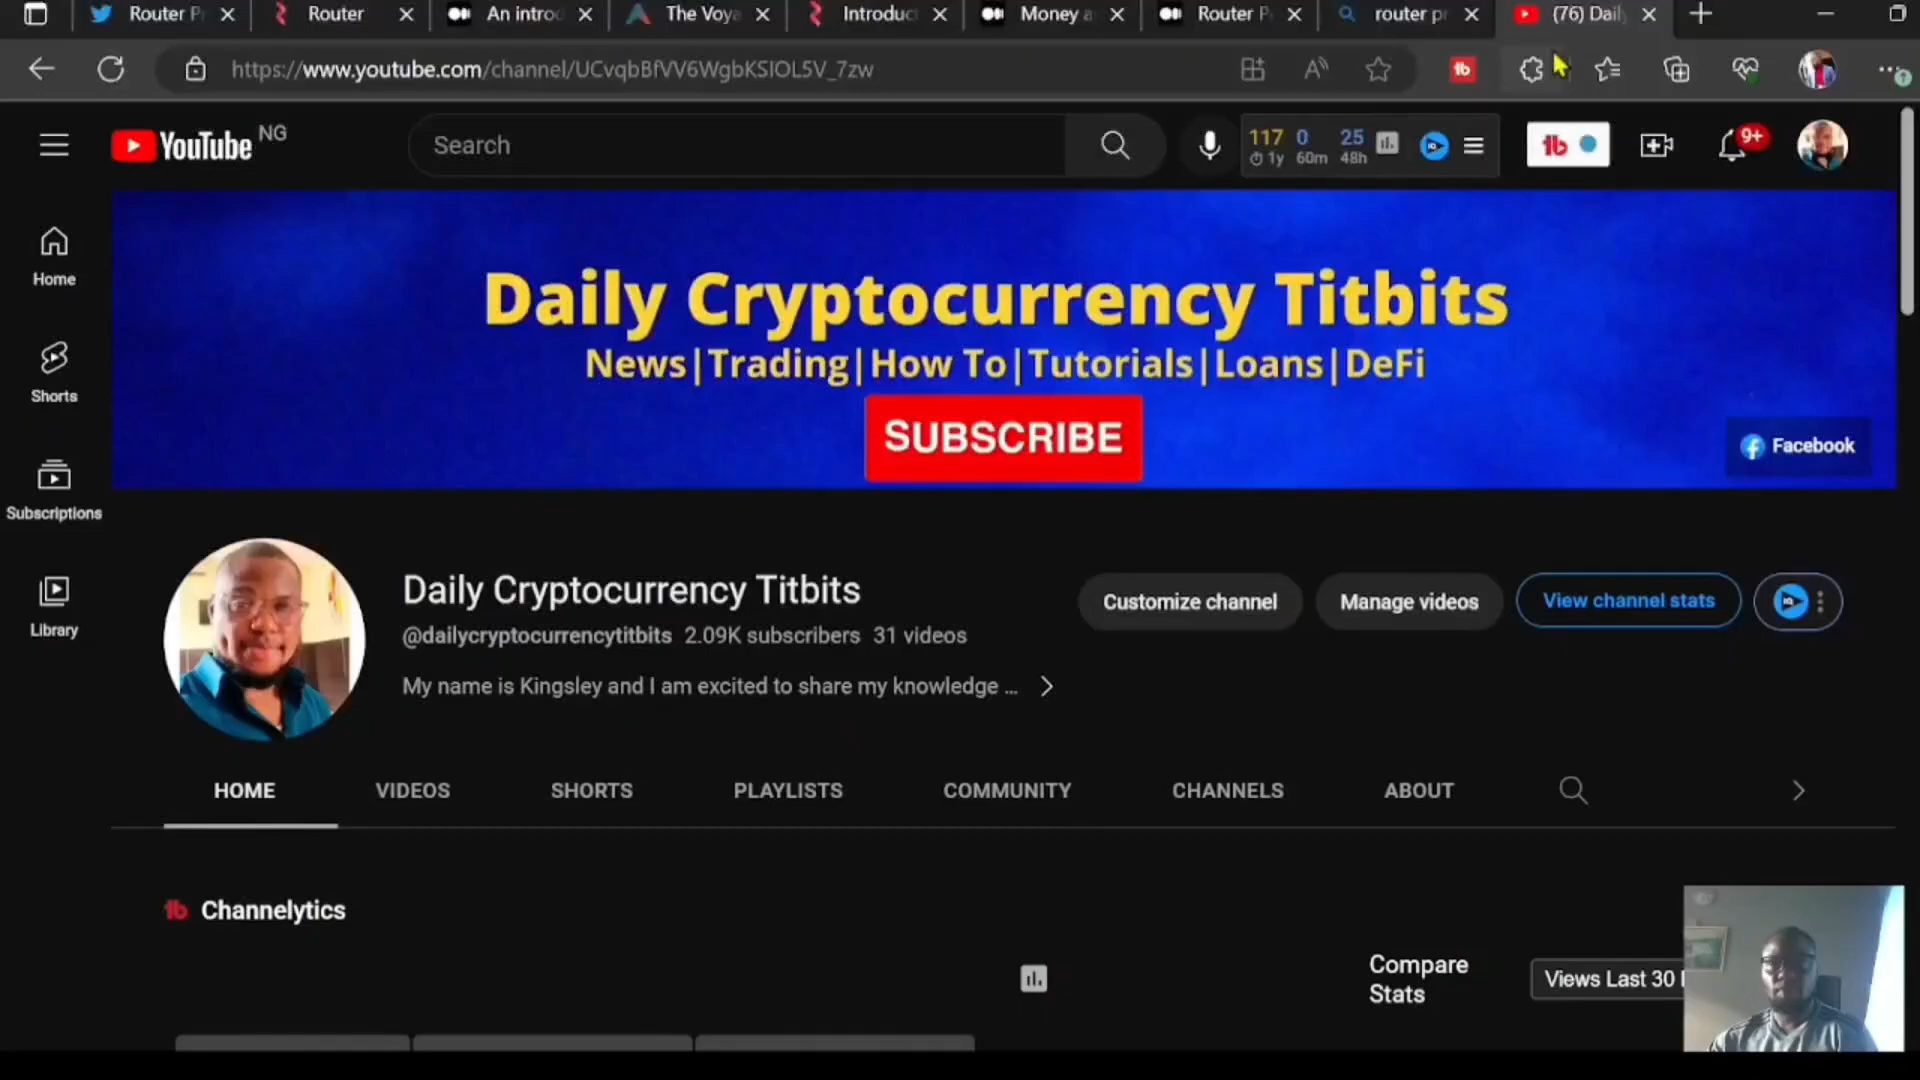 Router P
Router
An intro
The Voya
Introduc
Money a
Router P
router pr
(76) Dail
https://www.youtube.com/channel/UCvqbBfVV6WgbKSIOL5V_7zw
YouTube NG
Search
117 0 25
1y 60m 48h
9+
Home
Shorts
Subscriptions
Library
Daily Cryptocurrency Titbits
News|Trading|How To|Tutorials|Loans|DeFi
SUBSCRIBE
Facebook
Daily Cryptocurrency Titbits
@dailycryptocurrencytitbits 2.09K subscribers 31 videos
My name is Kingsley and I am excited to share my knowledge ...
Customize channel
Manage videos
View channel stats
HOME VIDEOS SHORTS PLAYLISTS COMMUNITY CHANNELS ABOUT
Channelytics
Compare
Stats
Views Last 30